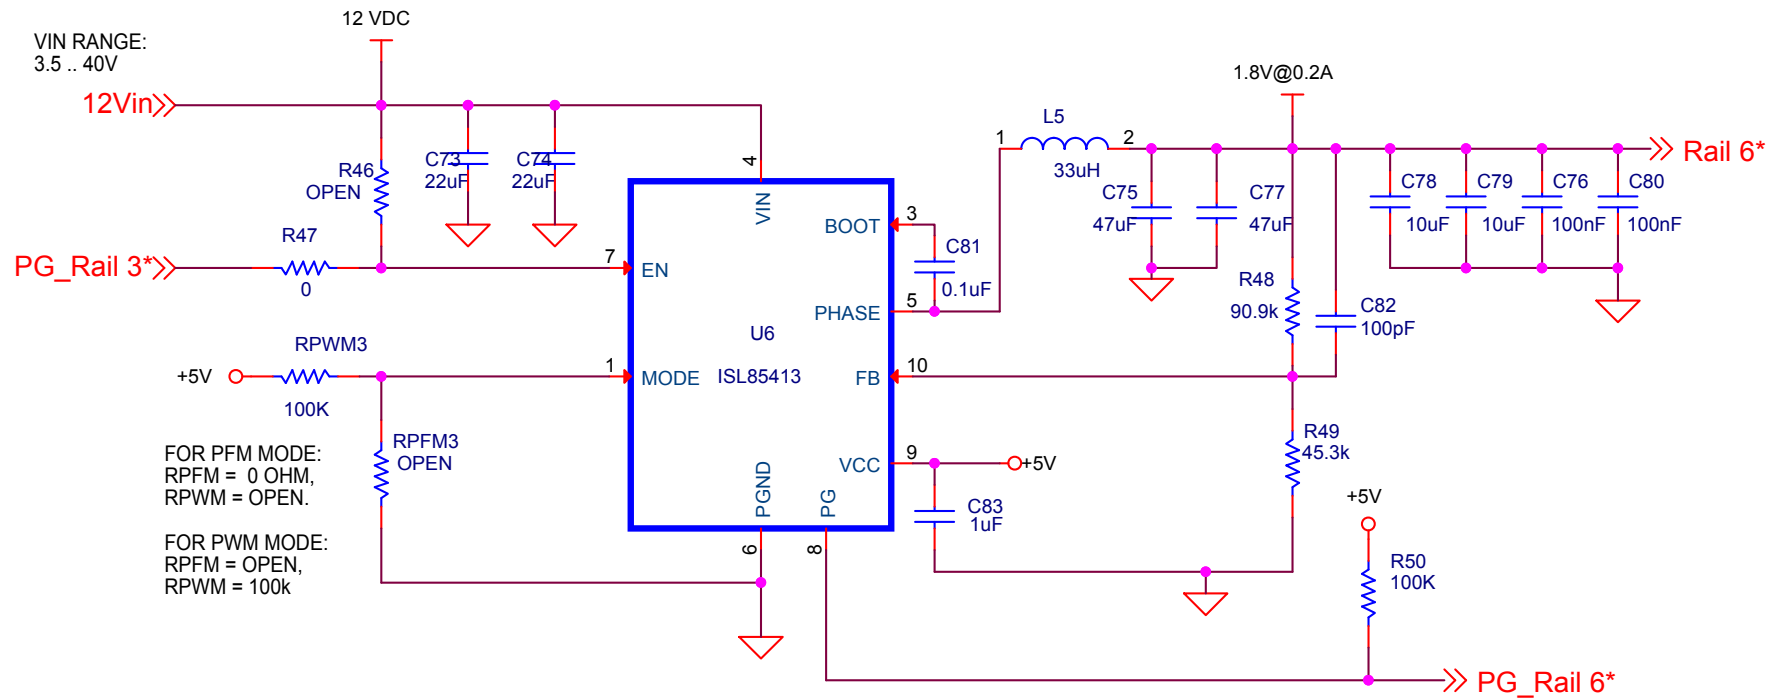 12 VDC
VIN RANGE:
3.5 .. 40V
12Vin
R46
OPEN
C73
22uF
C74
22uF
R47
0
PG_Rail 3*
RPWM3
+5V
100K
RPFM3
OPEN
FOR PFM MODE:
RPFM =  0 OHM,
RPWM = OPEN.
FOR PWM MODE:
RPFM = OPEN,
RPWM = 100k
4
VIN
7
EN
1
MODE
U6
ISL85413
BOOT
3
PHASE
5
FB
10
VCC
9
PGND
6
PG
8
C81
0.1uF
+5V
C83
1uF
1
L5
2
33uH
1.8V@0.2A
Rail 6*
C75
47uF
C77
47uF
C78
10uF
C79
10uF
C76
100nF
C80
100nF
R48
90.9k
C82
100pF
R49
45.3k
+5V
R50
100K
PG_Rail 6*